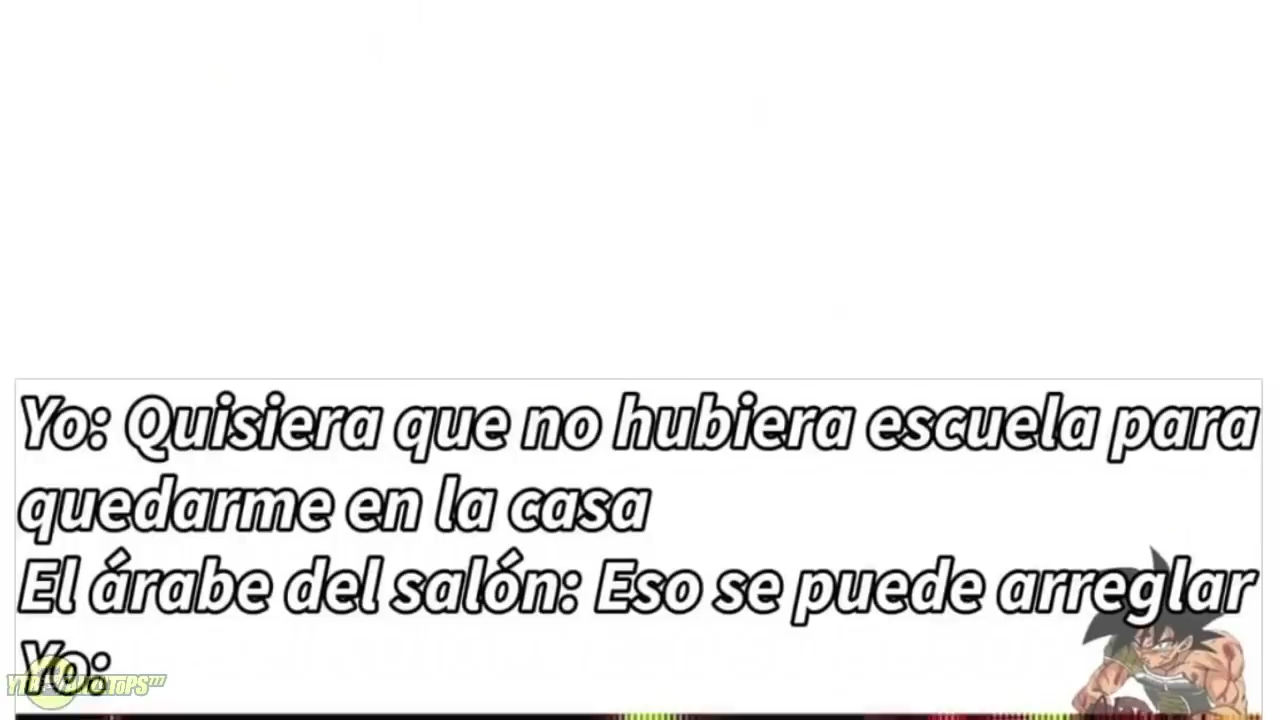 Yo: Quisiera que no hubiera escuela para
quedarme en la casa
El árabe del salón: Eso se puede arreglar
Yo: